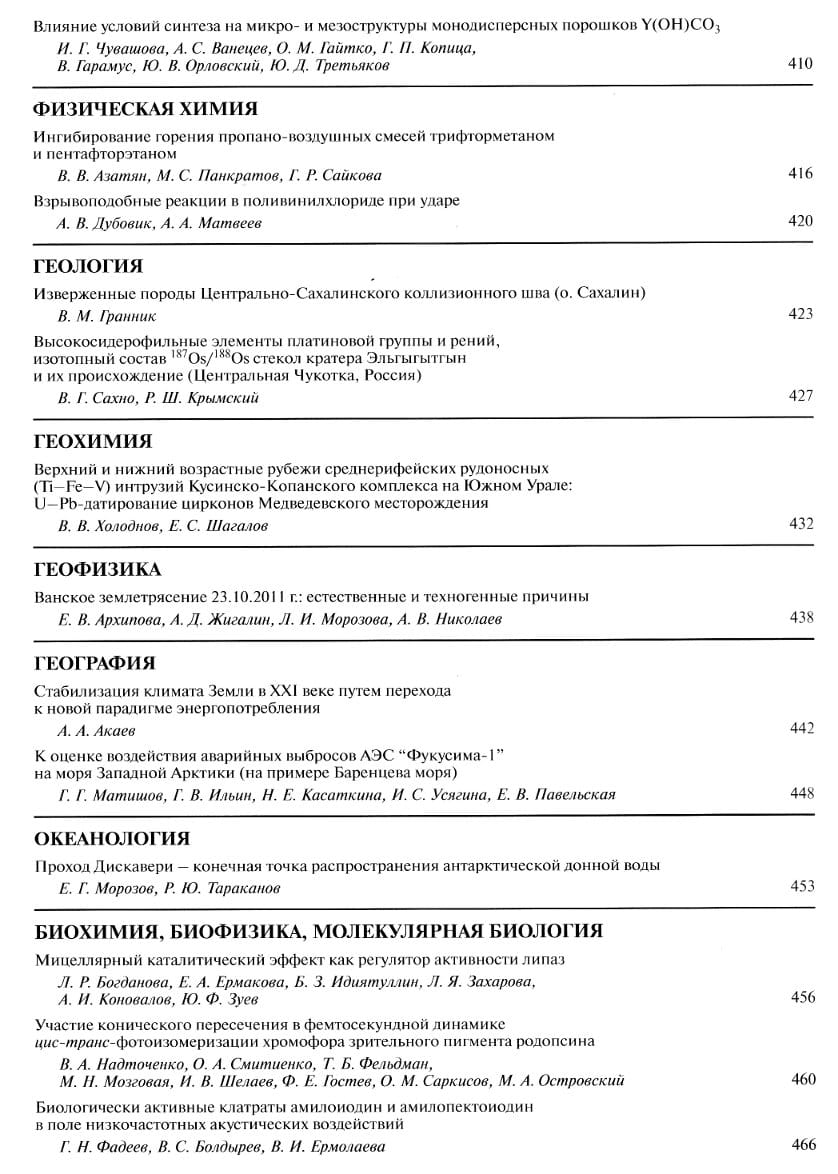 Влияние условий синтеза на микро- и мезоструктуры монодисперсных порошков Y(OH)CO₃
И. Г. Чувашова, А. С. Ванецев, О. М. Гайтко, Г. П. Копица,
В. Гарамус, Ю. В. Орловский, Ю. Д. Третьяков 410
ФИЗИЧЕСКАЯ ХИМИЯ
Ингибирование горения пропано-воздушных смесей трифторметаном
и пентафторэтаном
В. В. Азатян, М. С. Панкратов, Г. Р. Сайкова 416
Взрывоподобные реакции в поливинилхлориде при ударе
А. В. Дубовик, А. А. Матвеев 420
ГЕОЛОГИЯ
Изверженные породы Центрально-Сахалинского коллизионного шва (о. Сахалин)
В. М. Гранник 423
Высокосидерофильные элементы платиновой группы и рений,
изотопный состав ¹⁸⁷Os/¹⁸⁸Os стекол кратера Эльгыгытгын
и их происхождение (Центральная Чукотка, Россия)
В. Г. Сахно, Р. Ш. Крымский 427
ГЕОХИМИЯ
Верхний и нижний возрастные рубежи среднерифейских рудоносных
(Ti–Fe–V) интрузий Кусинско-Копанского комплекса на Южном Урале:
U–Pb-датирование цирконов Медведевского месторождения
В. В. Холоднов, Е. С. Шагалов 432
ГЕОФИЗИКА
Ванское землетрясение 23.10.2011 г.: естественные и техногенные причины
Е. В. Архипова, А. Д. Жигалин, Л. И. Морозова, А. В. Николаев 438
ГЕОГРАФИЯ
Стабилизация климата Земли в XXI веке путем перехода
к новой парадигме энергопотребления
А. А. Акаев 442
К оценке воздействия аварийных выбросов АЭС “Фукусима-1”
на моря Западной Арктики (на примере Баренцева моря)
Г. Г. Матишов, Г. В. Ильин, Н. Е. Касаткина, И. С. Усягина, Е. В. Павельская 448
ОКЕАНОЛОГИЯ
Проход Дискавери – конечная точка распространения антарктической донной воды
Е. Г. Морозов, Р. Ю. Тараканов 453
БИОХИМИЯ, БИОФИЗИКА, МОЛЕКУЛЯРНАЯ БИОЛОГИЯ
Мицеллярный каталитический эффект как регулятор активности липаз
Л. Р. Богданова, Е. А. Ермакова, Б. З. Идиятуллин, Л. Я. Захарова,
А. И. Коновалов, Ю. Ф. Зуев 456
Участие конического пересечения в фемтосекундной динамике
цис-транс-фотоизомеризации хромофора зрительного пигмента родопсина
В. А. Надточенко, О. А. Смитиенко, Т. Б. Фельдман,
М. Н. Мозговая, И. В. Шелаев, Ф. Е. Гостев, О. М. Саркисов, М. А. Островский 460
Биологически активные клатраты амилоиодин и амилопектоиодин
в поле низкочастотных акустических воздействий
Г. Н. Фадеев, В. С. Болдырев, В. И. Ермолаева 466